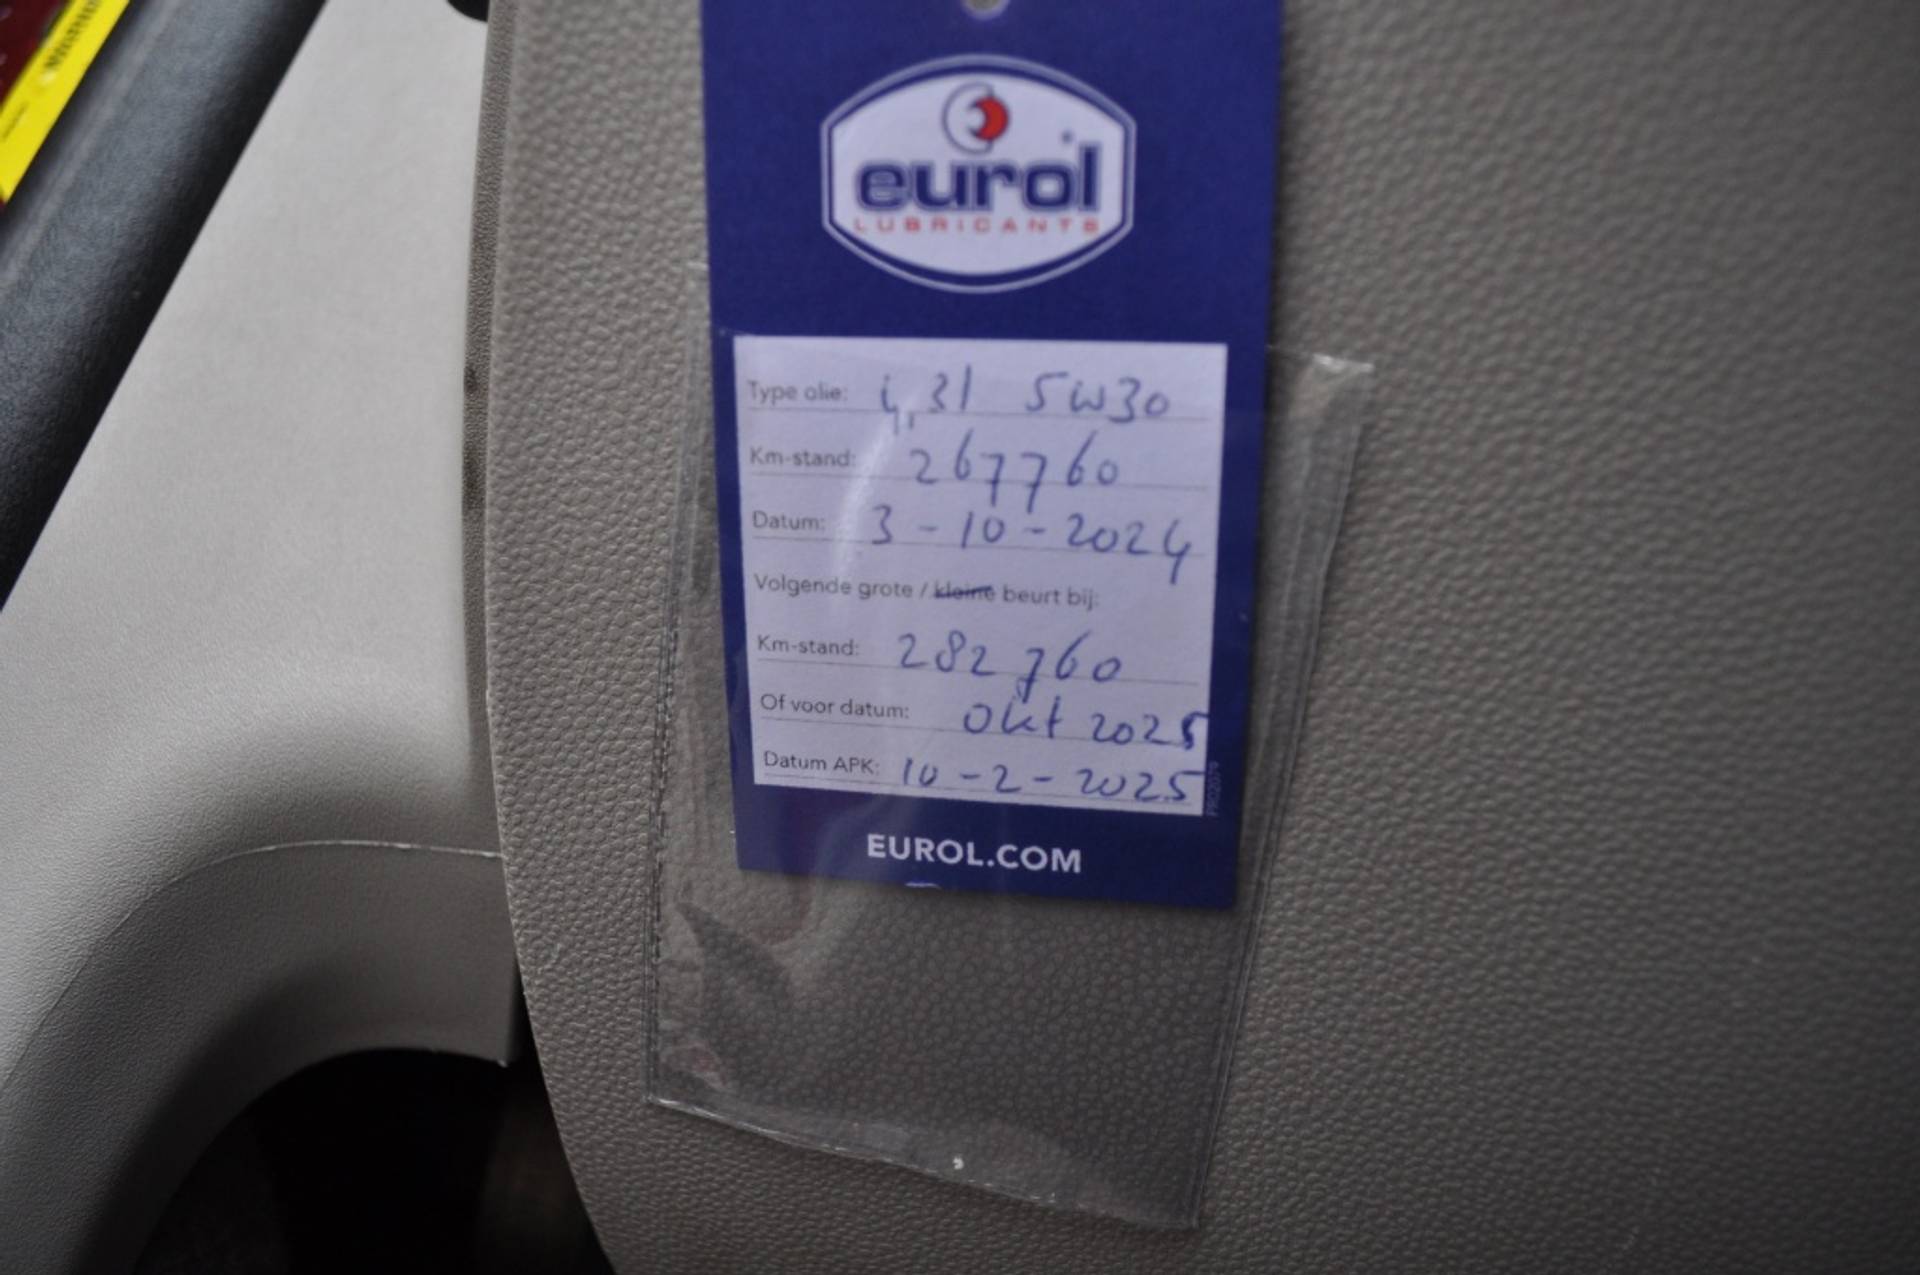 eurol
LUBRICANTS
Type olie: 4,3l 5W30
Km-stand: 267760
Datum: 3-10-2024
Volgende grote / kleine beurt bij:
Km-stand: 282760
Of voor datum: Okt 2025
Datum APK: 10-2-2025
EUROL.COM